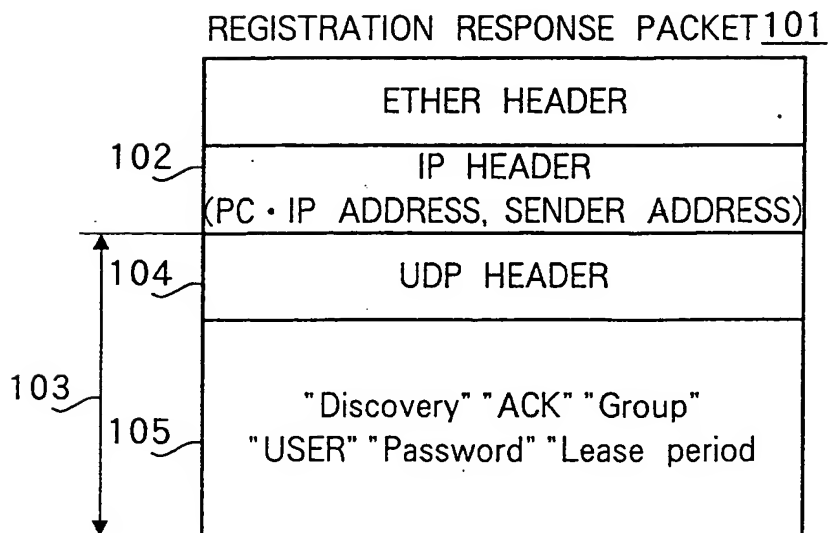 REGISTRATION RESPONSE PACKET 101
ETHER HEADER
102
IP HEADER
(PC・IP ADDRESS, SENDER ADDRESS)
104
UDP HEADER
103
105
"Discovery" "ACK" "Group"
"USER" "Password" "Lease period